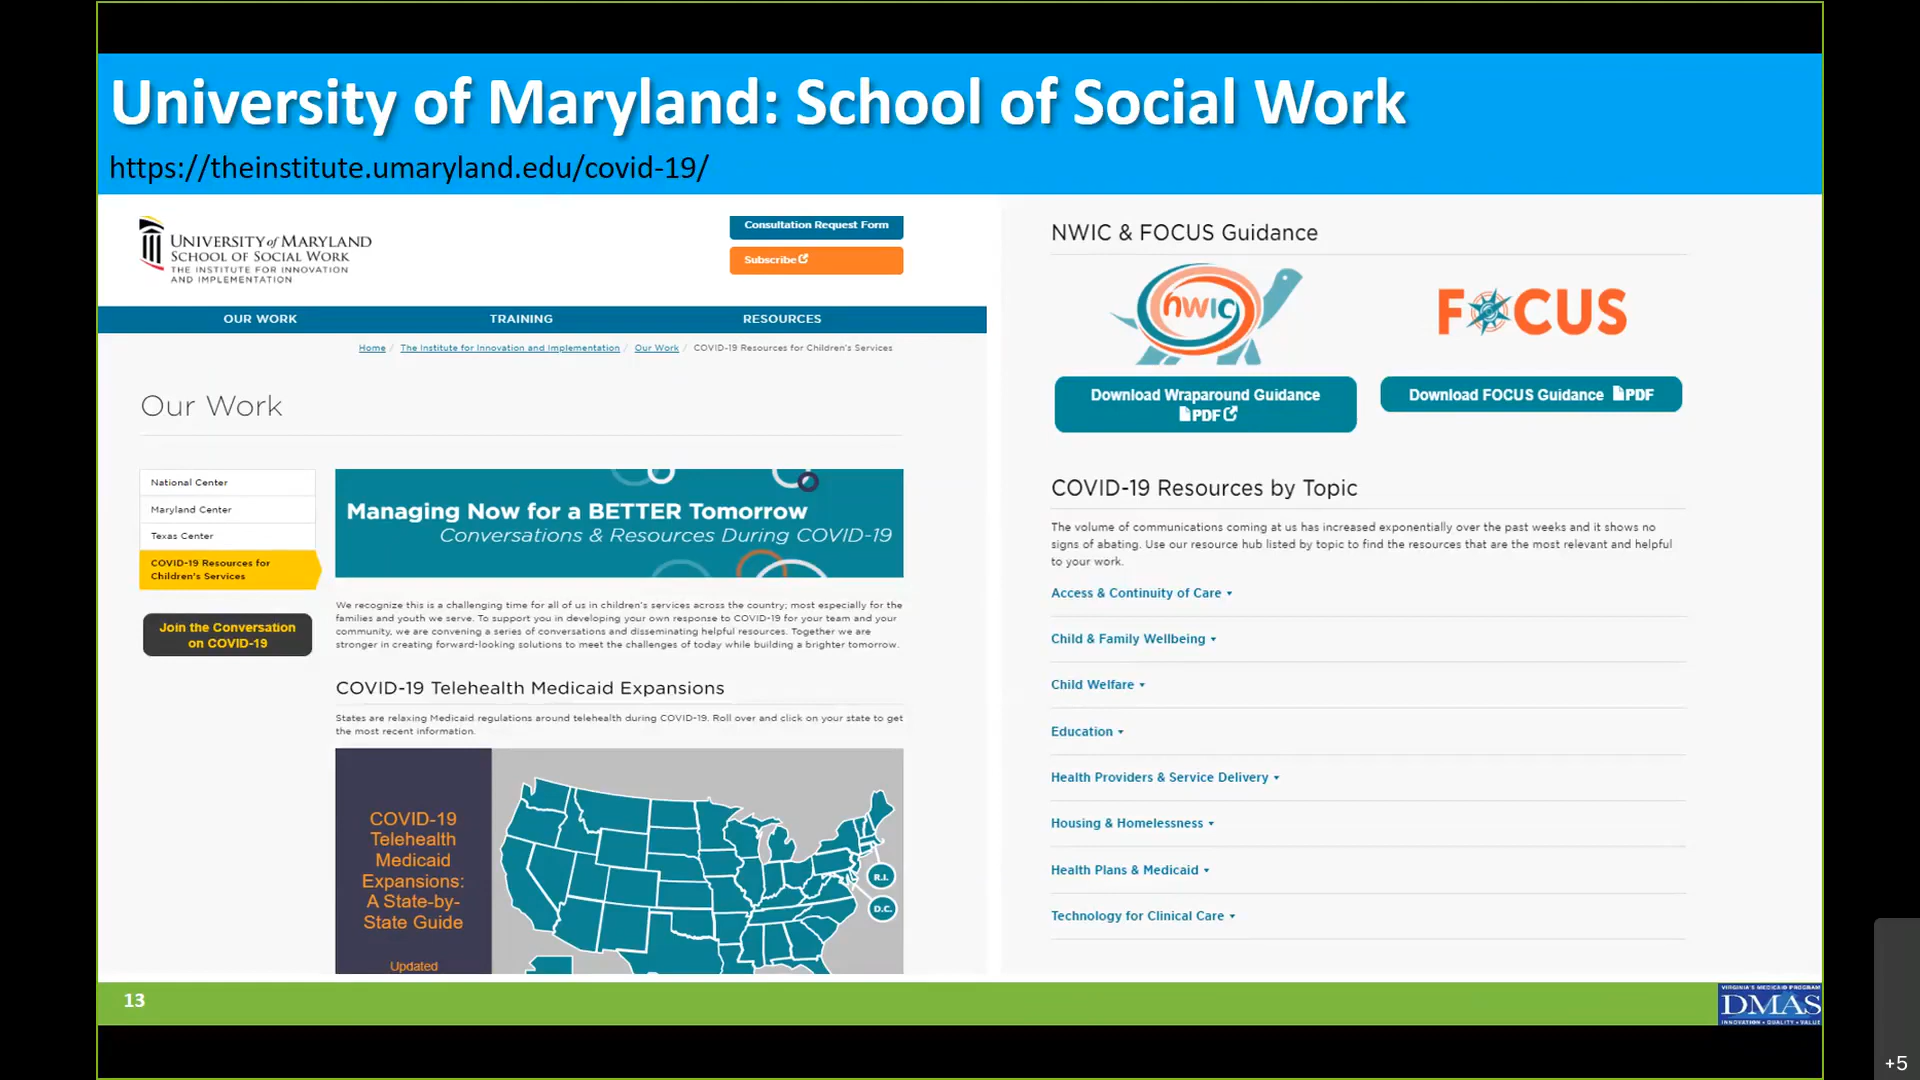 University of Maryland: School of Social Work
https://theinstitute.umaryland.edu/covid-19/
UNIVERSITY of MARYLAND
SCHOOL OF SOCIAL WORK
THE INSTITUTE FOR INNOVATION
AND IMPLEMENTATION
Consultation Request Form
Subscribe
OUR WORK TRAINING RESOURCES
Home / The Institute for Innovation and Implementation / Our Work / COVID-19 Resources for Children's Services
Our Work
National Center
Maryland Center
Texas Center
COVID-19 Resources for
Children's Services
Join the Conversation
on COVID-19
Managing Now for a BETTER Tomorrow
Conversations & Resources During COVID-19
We recognize this is a challenging time for all of us in children's services across the country; most especially for the
families and youth we serve. To support you in developing your own response to COVID-19 for your team and your
community, we are convening a series of conversations and disseminating helpful resources. Together we are
stronger in creating forward-looking solutions to meet the challenges of today while building a brighter tomorrow.
COVID-19 Telehealth Medicaid Expansions
States are relaxing Medicaid regulations around telehealth during COVID-19. Roll over and click on your state to get
the most recent information.
COVID-19
Telehealth
Medicaid
Expansions:
A State-by-
State Guide
Updated
R.I.
D.C.
NWIC & FOCUS Guidance
nwic
FOCUS
Download Wraparound Guidance
PDF
Download FOCUS Guidance PDF
COVID-19 Resources by Topic
The volume of communications coming at us has increased exponentially over the past weeks and it shows no
signs of abating. Use our resource hub listed by topic to find the resources that are the most relevant and helpful
to your work.
Access & Continuity of Care
Child & Family Wellbeing
Child Welfare
Education
Health Providers & Service Delivery
Housing & Homelessness
Health Plans & Medicaid
Technology for Clinical Care
13
VIRGINIA'S MEDICAID PROGRAM
DMAS
INNOVATION • QUALITY • VALUE
+5